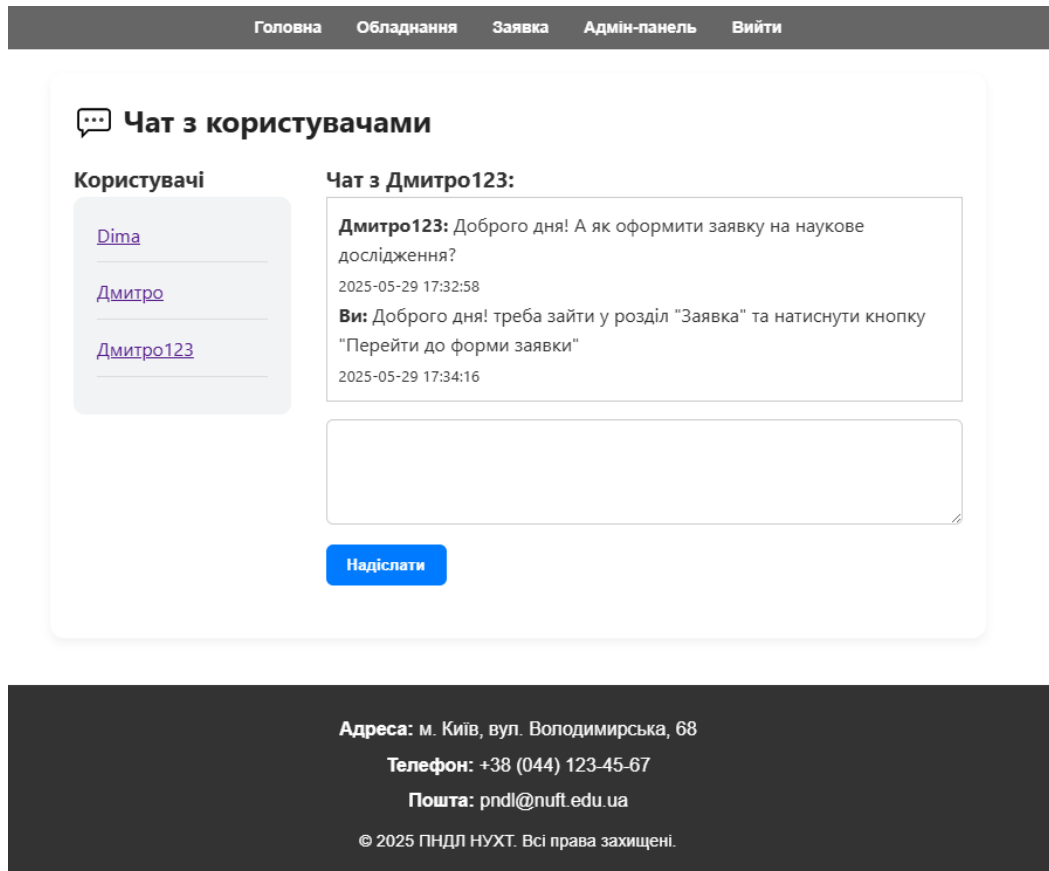 Головна Обладнання Заявка Адмін-панель Вийти
Чат з користувачами
Користувачі
Dima
Дмитро
Дмитро123
Чат з Дмитро123:
Дмитро123: Доброго дня! А як оформити заявку на наукове
дослідження?
2025-05-29 17:32:58
Ви: Доброго дня! треба зайти у розділ "Заявка" та натиснути кнопку
"Перейти до форми заявки"
2025-05-29 17:34:16
Надіслати
Адреса: м. Київ, вул. Володимирська, 68
Телефон: +38 (044) 123-45-67
Пошта: pndl@nuft.edu.ua
© 2025 ПНДЛ НУХТ. Всі права захищені.